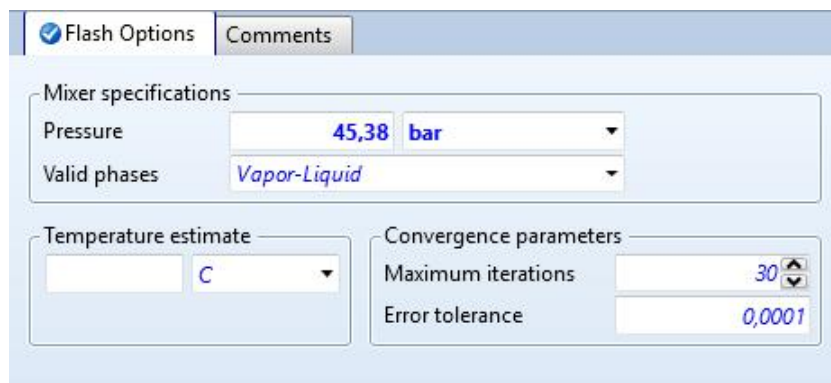 Flash Options Comments
Mixer specifications
Pressure 45,38 bar
Valid phases Vapor-Liquid
Temperature estimate
C
Convergence parameters
Maximum iterations 30
Error tolerance 0,0001